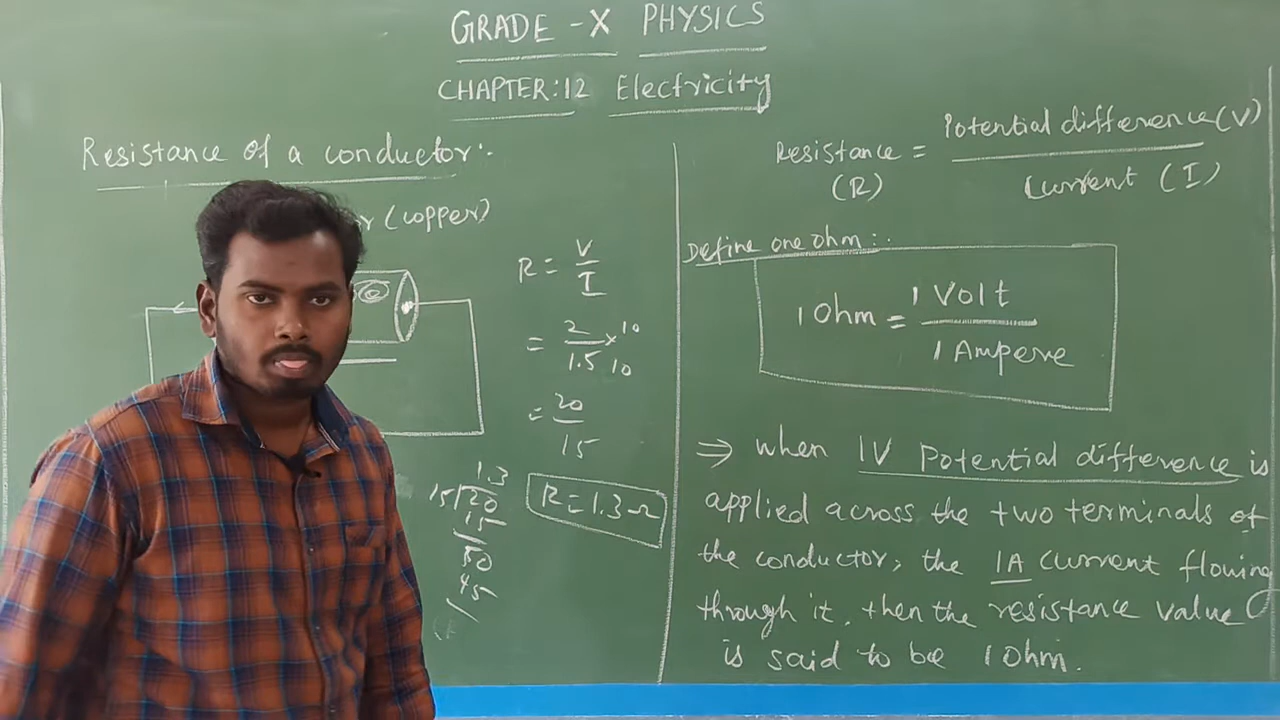 GRADE - X PHYSICS
CHAPTER:12 Electricity
Resistance of a conductor:-
(copper)
R = V/I
= 2/1.5 × 10/10
= 20/15
1.3
15)20
15
50
45
R = 1.3 Ω
Resistance (R) = Potential difference (V) / Current (I)
Define one ohm:-
1 Ohm = 1 Volt / 1 Ampere
⇒ when 1V Potential difference is
applied across the two terminals of
the conductor, the 1A current flowing
through it, then the resistance value
is said to be 1 Ohm.